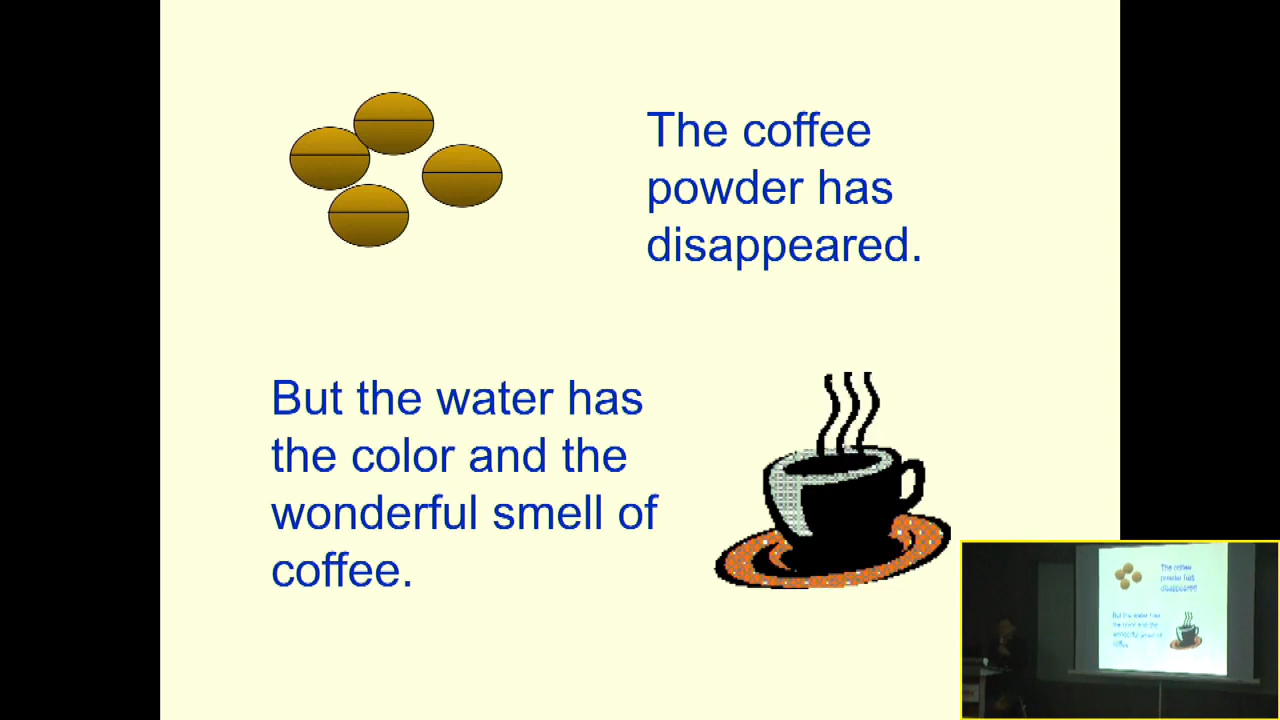 The coffee
powder has
disappeared.
But the water has
the color and the
wonderful smell of
coffee.